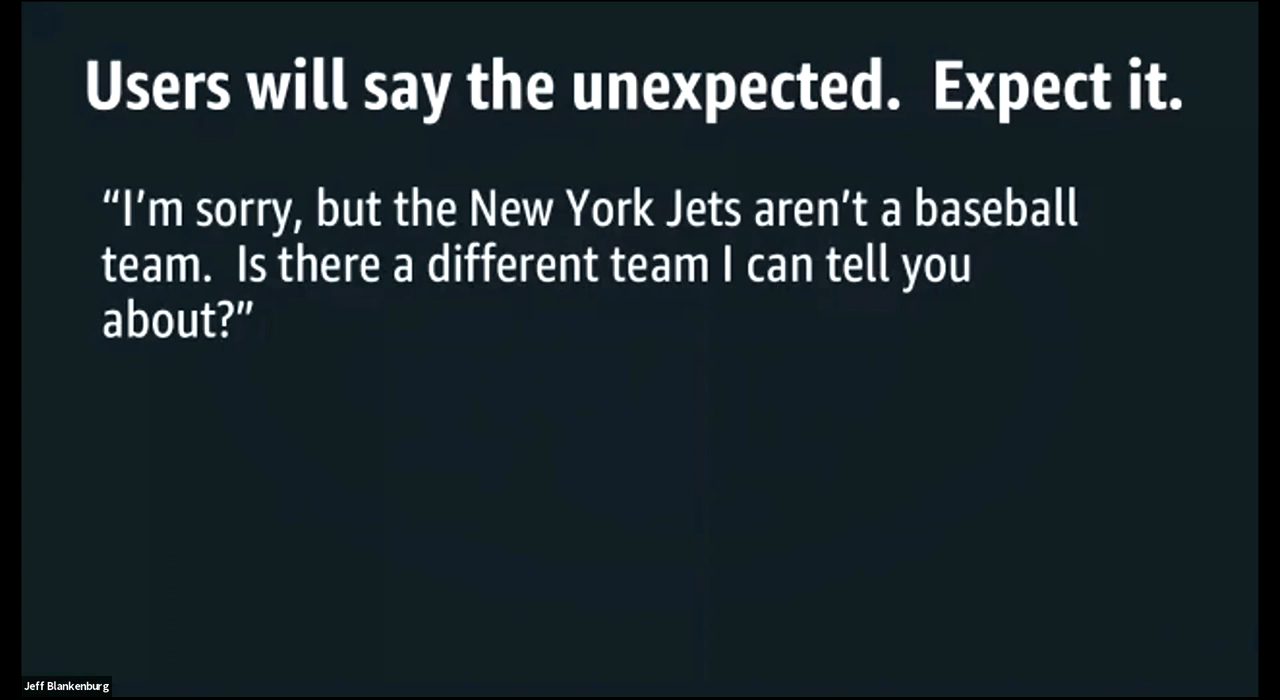 Users will say the unexpected.  Expect it.
“I’m sorry, but the New York Jets aren’t a baseball
team.  Is there a different team I can tell you
about?”
Jeff Blankenburg